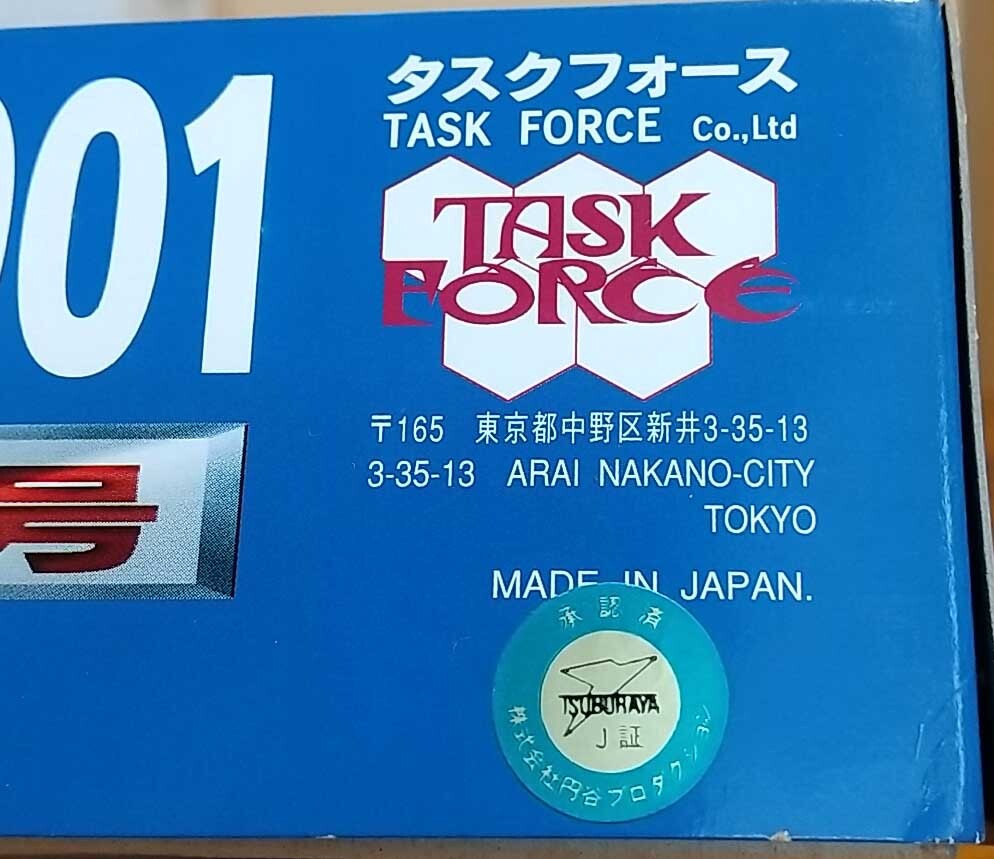 タスクフォース
TASK FORCE Co.,Ltd
TASK
FORCE
01
〒165 東京都中野区新井3-35-13
3-35-13 ARAI NAKANO-CITY
TOKYO
号
MADE IN JAPAN.
承認済
TSUBURAYA
J証
株式会社円谷プロダクション